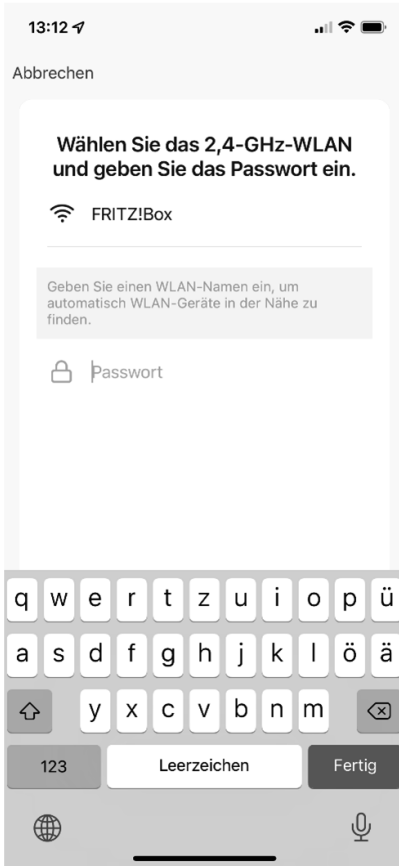 13:12
Abbrechen
Wählen Sie das 2,4-GHz-WLAN
und geben Sie das Passwort ein.
FRITZ!Box
Geben Sie einen WLAN-Namen ein, um
automatisch WLAN-Geräte in der Nähe zu
finden.
Passwort
q w e r t z u i o p ü
a s d f g h j k l ö ä
y x c v b n m
123 Leerzeichen Fertig